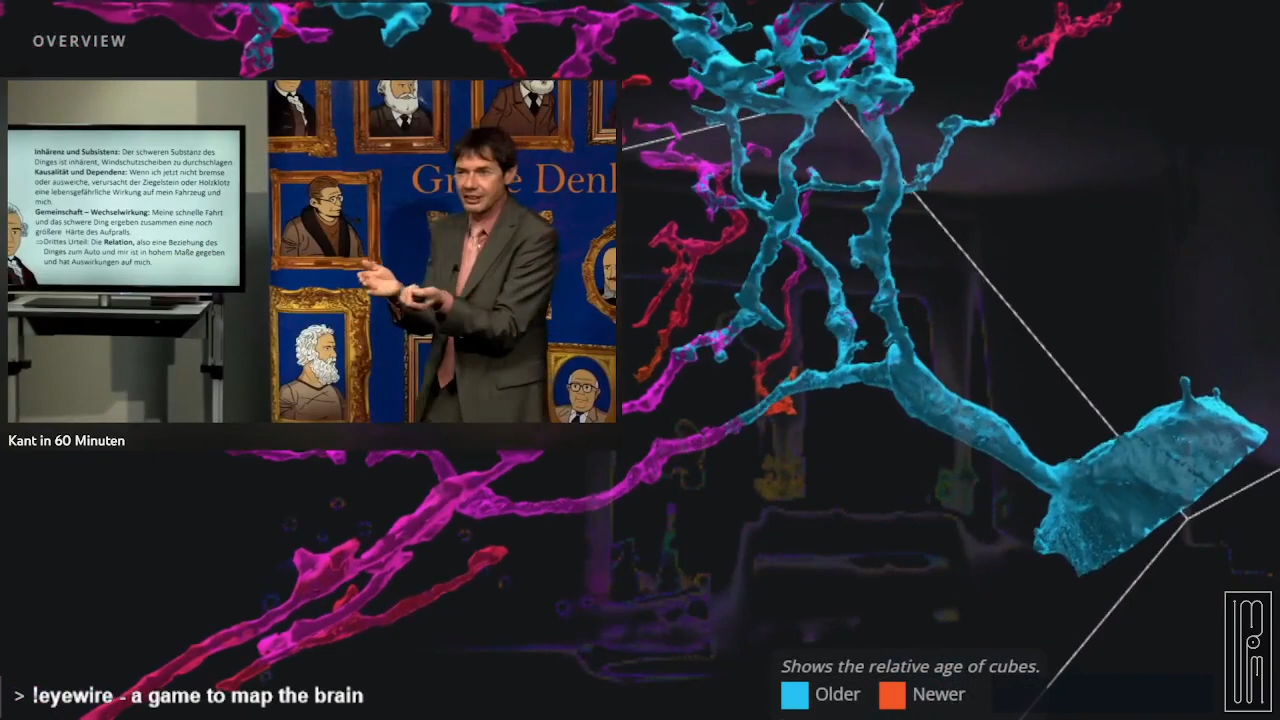 OVERVIEW
Inhärenz und Subsistenz: Der schweren Substanz des
Dinges ist inhärent, Windschutzscheiben zu durchschlagen.
Kausalität und Dependenz: Wenn ich jetzt nicht bremse
oder ausweiche, verursacht der Ziegelstein oder Holzklotz
eine lebensgefährliche Wirkung auf mein Fahrzeug und
mich.
Gemeinschaft – Wechselwirkung: Meine schnelle Fahrt
und das schwere Ding ergeben zusammen eine noch
größere Härte des Aufpralls.
⇒Drittes Urteil: Die Relation, also eine Beziehung des
Dinges zum Auto und mir ist in hohem Maße gegeben
und hat Auswirkungen auf mich.
Kant in 60 Minuten
Shows the relative age of cubes.
Older Newer
> !eyewire - a game to map the brain